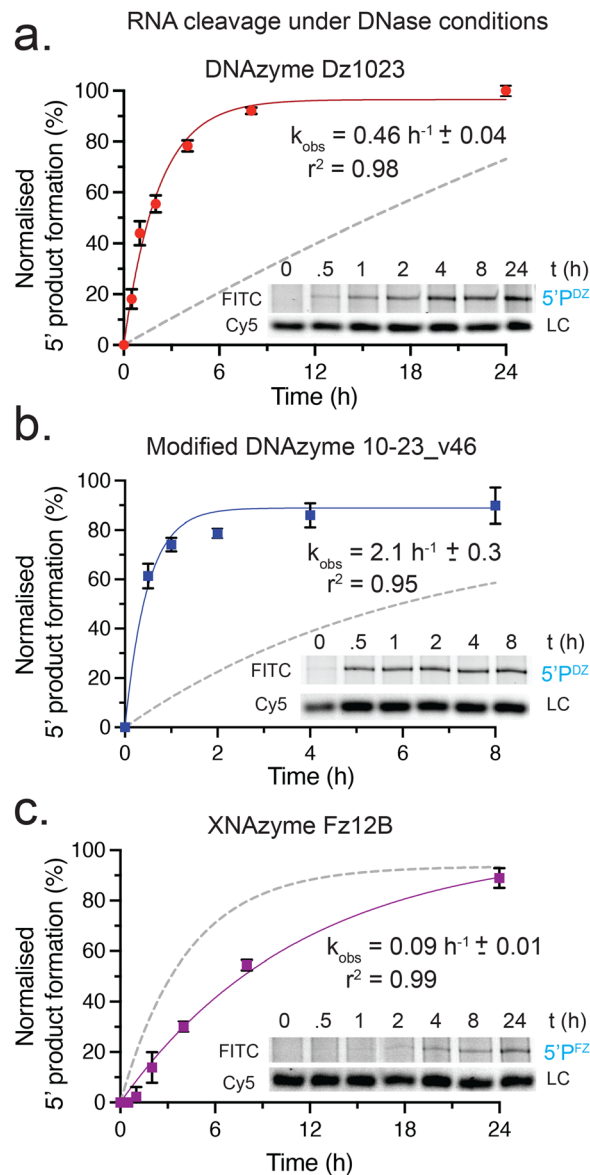 a.
RNA cleavage under DNase conditions
DNAzyme Dz1023
Normalised
5' product formation (%)
100
80
60
40
20
0
k_obs = 0.46 h⁻¹ ± 0.04
r² = 0.98
0 .5 1 2 4 8 24 t (h)
FITC 5'P^DZ
Cy5 LC
0 6 12 18 24
Time (h)
b.
Modified DNAzyme 10-23_v46
Normalised
5' product formation (%)
100
80
60
40
20
0
k_obs = 2.1 h⁻¹ ± 0.3
r² = 0.95
0 .5 1 2 4 8 t (h)
FITC 5'P^DZ
Cy5 LC
0 2 4 6 8
Time (h)
c.
XNAzyme Fz12B
Normalised
5' product formation (%)
100
80
60
40
20
0
k_obs = 0.09 h⁻¹ ± 0.01
r² = 0.99
0 .5 1 2 4 8 24 t (h)
FITC 5'P^FZ
Cy5 LC
0 6 12 18 24
Time (h)